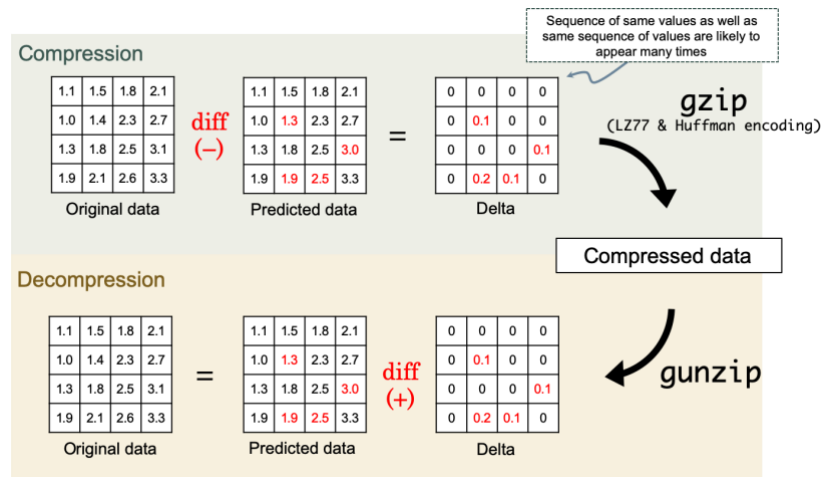 Sequence of same values as well as
same sequence of values are likely to
appear many times
Compression
1.1 1.5 1.8 2.1
1.0 1.4 2.3 2.7
1.3 1.8 2.5 3.1
1.9 2.1 2.6 3.3
Original data
diff
(−)
1.1 1.5 1.8 2.1
1.0 1.3 2.3 2.7
1.3 1.8 2.5 3.0
1.9 1.9 2.5 3.3
Predicted data
=
0 0 0 0
0 0.1 0 0
0 0 0 0.1
0 0.2 0.1 0
Delta
gzip
(LZ77 & Huffman encoding)
Compressed data
Decompression
1.1 1.5 1.8 2.1
1.0 1.4 2.3 2.7
1.3 1.8 2.5 3.1
1.9 2.1 2.6 3.3
Original data
=
1.1 1.5 1.8 2.1
1.0 1.3 2.3 2.7
1.3 1.8 2.5 3.0
1.9 1.9 2.5 3.3
Predicted data
diff
(+)
0 0 0 0
0 0.1 0 0
0 0 0 0.1
0 0.2 0.1 0
Delta
gunzip